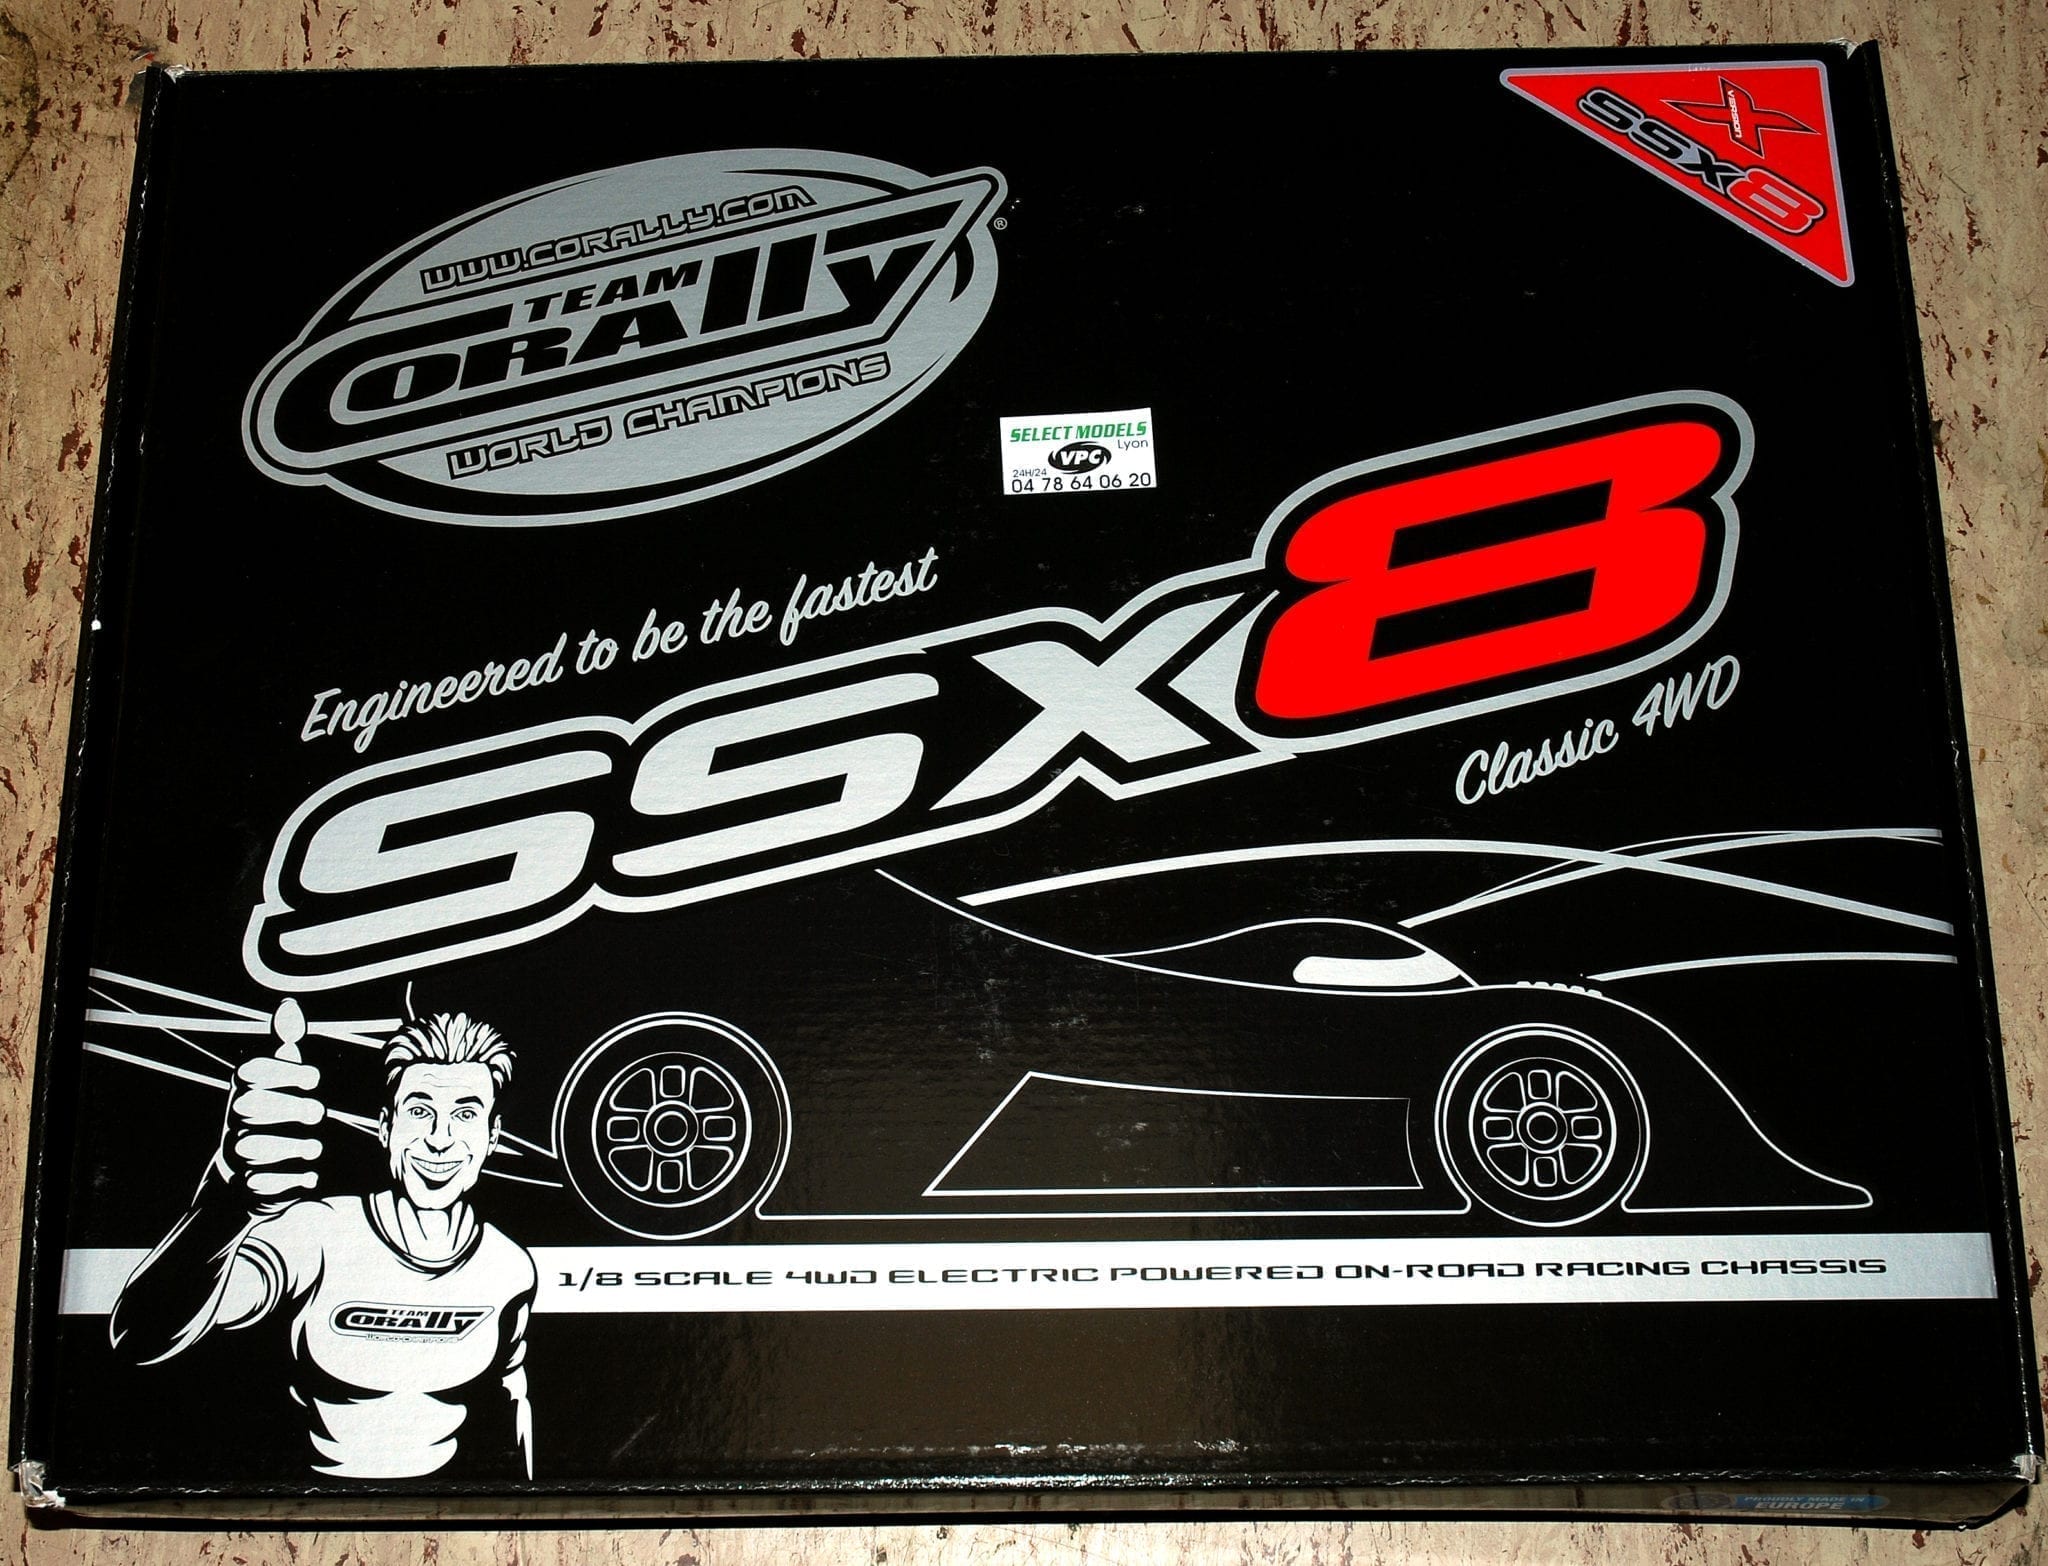 X
VERSION
SSX8
www.corally.com
TEAM
CORAlly
®
WORLD CHAMPIONS
SELECT MODELS
Lyon
VPC
24H/24
04 78 64 06 20
Engineered to be the fastest
SSX8
Classic 4WD
1/8 SCALE 4WD ELECTRIC POWERED ON-ROAD RACING CHASSIS
TEAM
CORAlly
WORLD CHAMPIONS
PROUDLY MADE IN
EUROPE